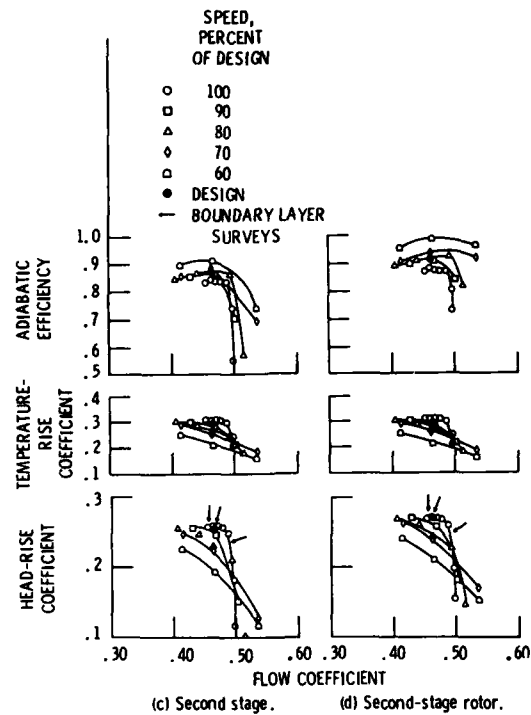 SPEED,
PERCENT
OF DESIGN
100
90
80
70
60
DESIGN
BOUNDARY LAYER
SURVEYS
ADIABATIC
EFFICIENCY
1.0
.9
.8
.7
.6
.5
TEMPERATURE-
RISE
COEFFICIENT
.4
.3
.2
.1
HEAD-RISE
COEFFICIENT
.3
.2
.1
.30 .40 .50 .60 .30 .40 .50 .60
FLOW COEFFICIENT
(c) Second stage. (d) Second-stage rotor.